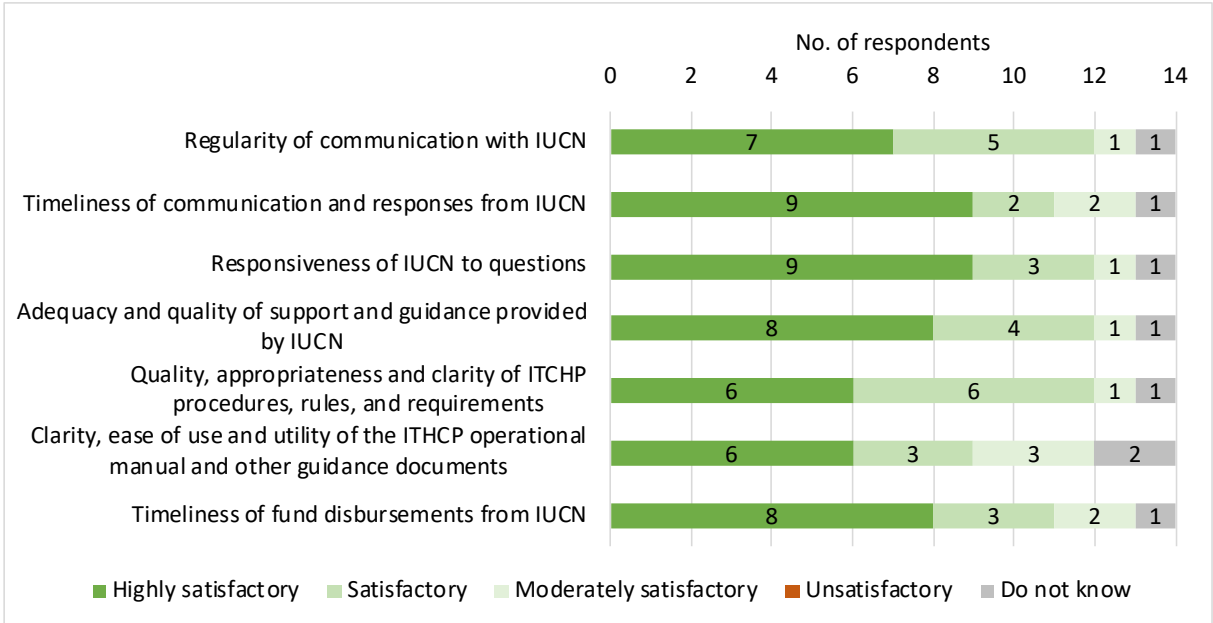 No. of respondents
0 2 4 6 8 10 12 14
Regularity of communication with IUCN
7 5 1 1
Timeliness of communication and responses from IUCN
9 2 2 1
Responsiveness of IUCN to questions
9 3 1 1
Adequacy and quality of support and guidance provided
by IUCN
8 4 1 1
Quality, appropriateness and clarity of ITCHP
procedures, rules, and requirements
6 6 1 1
Clarity, ease of use and utility of the ITHCP operational
manual and other guidance documents
6 3 3 2
Timeliness of fund disbursements from IUCN
8 3 2 1
Highly satisfactory Satisfactory Moderately satisfactory Unsatisfactory Do not know